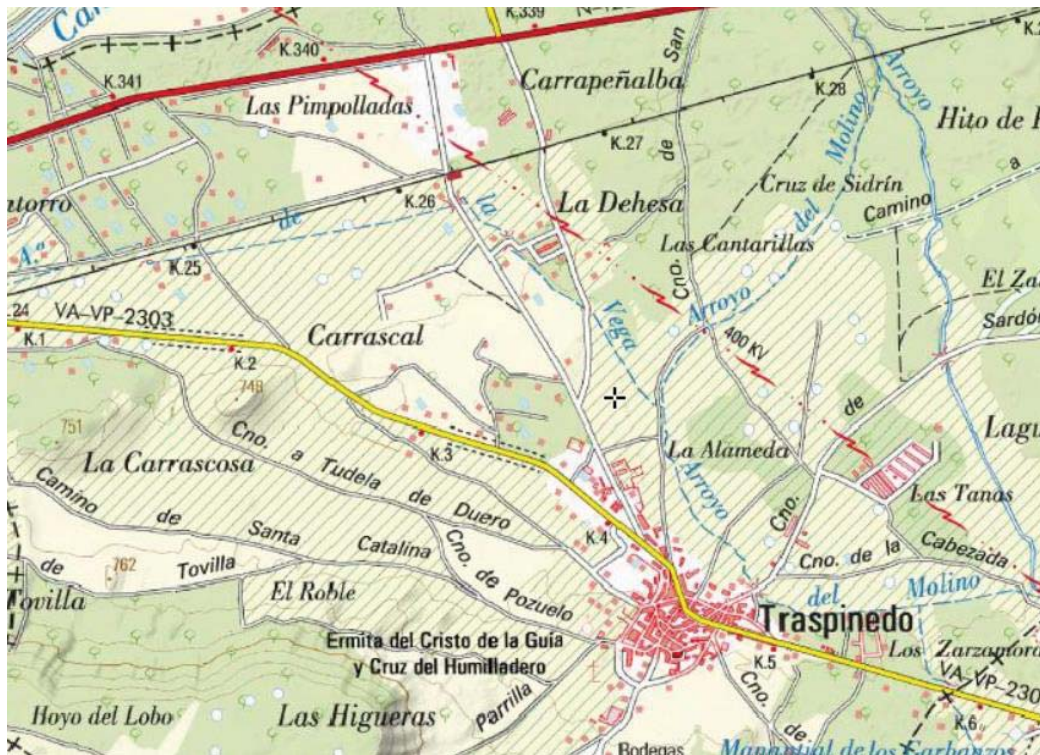 K.339
K.340
K.341
Carrapeñalba
San
de
Cno.
K.28
Arroyo
Molino
del
Arroyo
Las Pimpolladas
K.27
Hito de
Cruz de Sidrín
Camino
a
K.26
la
La Dehesa
de
Las Cantarillas
K.25
El
Vega
24
VA-VP-2303
K.1
K.2
Carrascal
400 KV
Sardón
de
748
751
K.3
La Alameda
La Carrascosa
Cno. a Tudela de Duero
Arroyo
Cno.
Las Tanas
Camino de Santa Catalina
K.4
Cno. de la Cabezada
762
de Tovilla
Tovilla
Cno. de Pozuelo
El Roble
del Molino
Traspinedo
Ermita del Cristo de la Guía
y Cruz del Humilladero
K.5
Los
VA-VP-230
K.6
Parrilla
Cno. de
Hoyo del Lobo
Las Higueras
Bodegas
Manantial de los